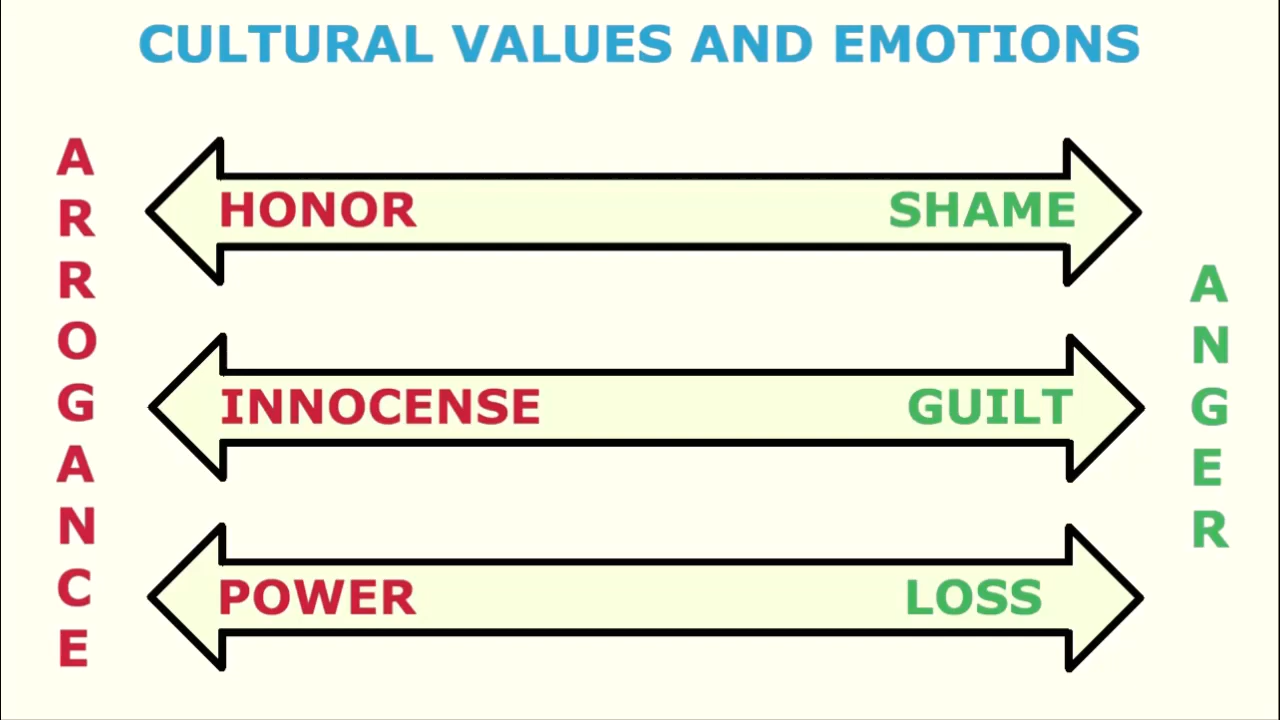 CULTURAL VALUES AND EMOTIONS
ARROGANCE
HONOR SHAME
INNOCENSE GUILT
POWER LOSS
ANGER